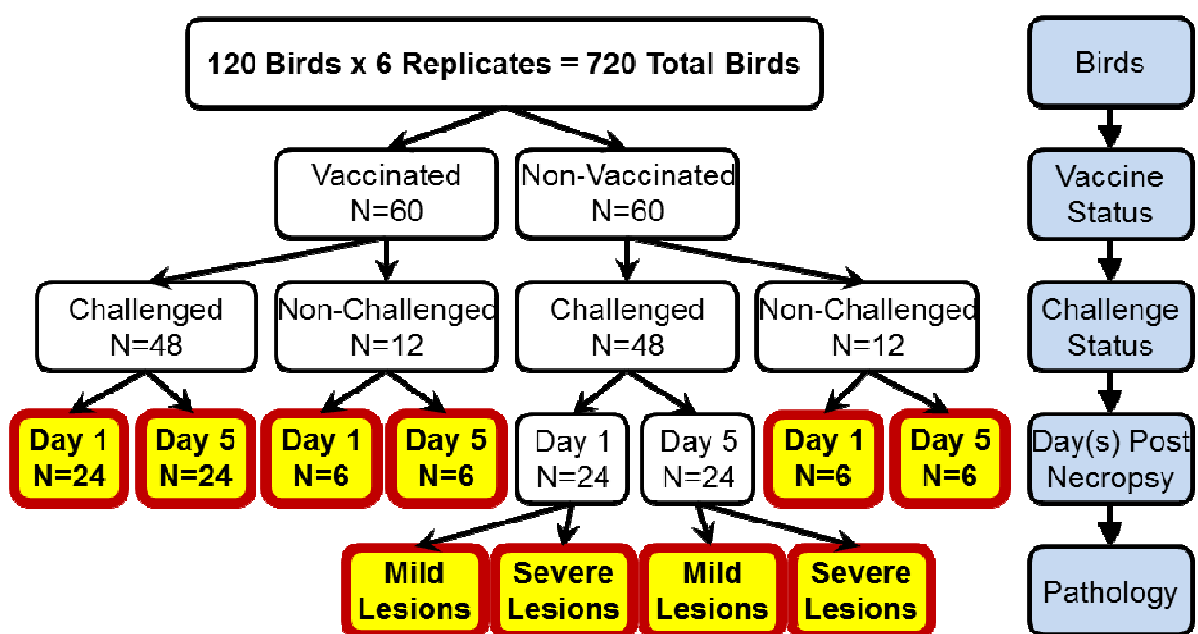 120 Birds x 6 Replicates = 720 Total Birds
Birds
Vaccinated
N=60
Non-Vaccinated
N=60
Vaccine
Status
Challenged
N=48
Non-Challenged
N=12
Challenged
N=48
Non-Challenged
N=12
Challenge
Status
Day 1
N=24
Day 5
N=24
Day 1
N=6
Day 5
N=6
Day 1
N=24
Day 5
N=24
Day 1
N=6
Day 5
N=6
Day(s) Post
Necropsy
Mild
Lesions
Severe
Lesions
Mild
Lesions
Severe
Lesions
Pathology